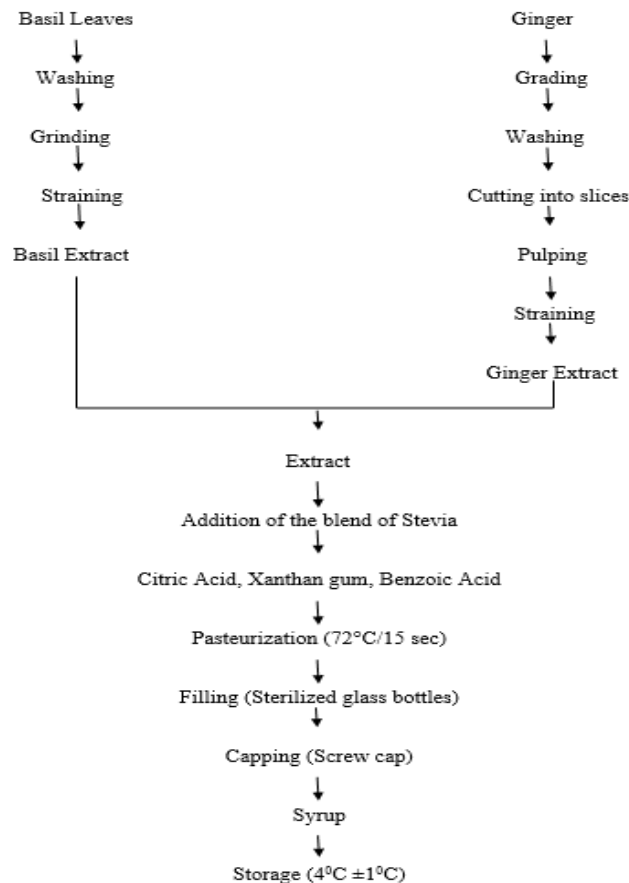 Basil Leaves
Washing
Grinding
Straining
Basil Extract
Ginger
Grading
Washing
Cutting into slices
Pulping
Straining
Ginger Extract
Extract
Addition of the blend of Stevia
Citric Acid, Xanthan gum, Benzoic Acid
Pasteurization (72°C/15 sec)
Filling (Sterilized glass bottles)
Capping (Screw cap)
Syrup
Storage (4⁰C ±1⁰C)